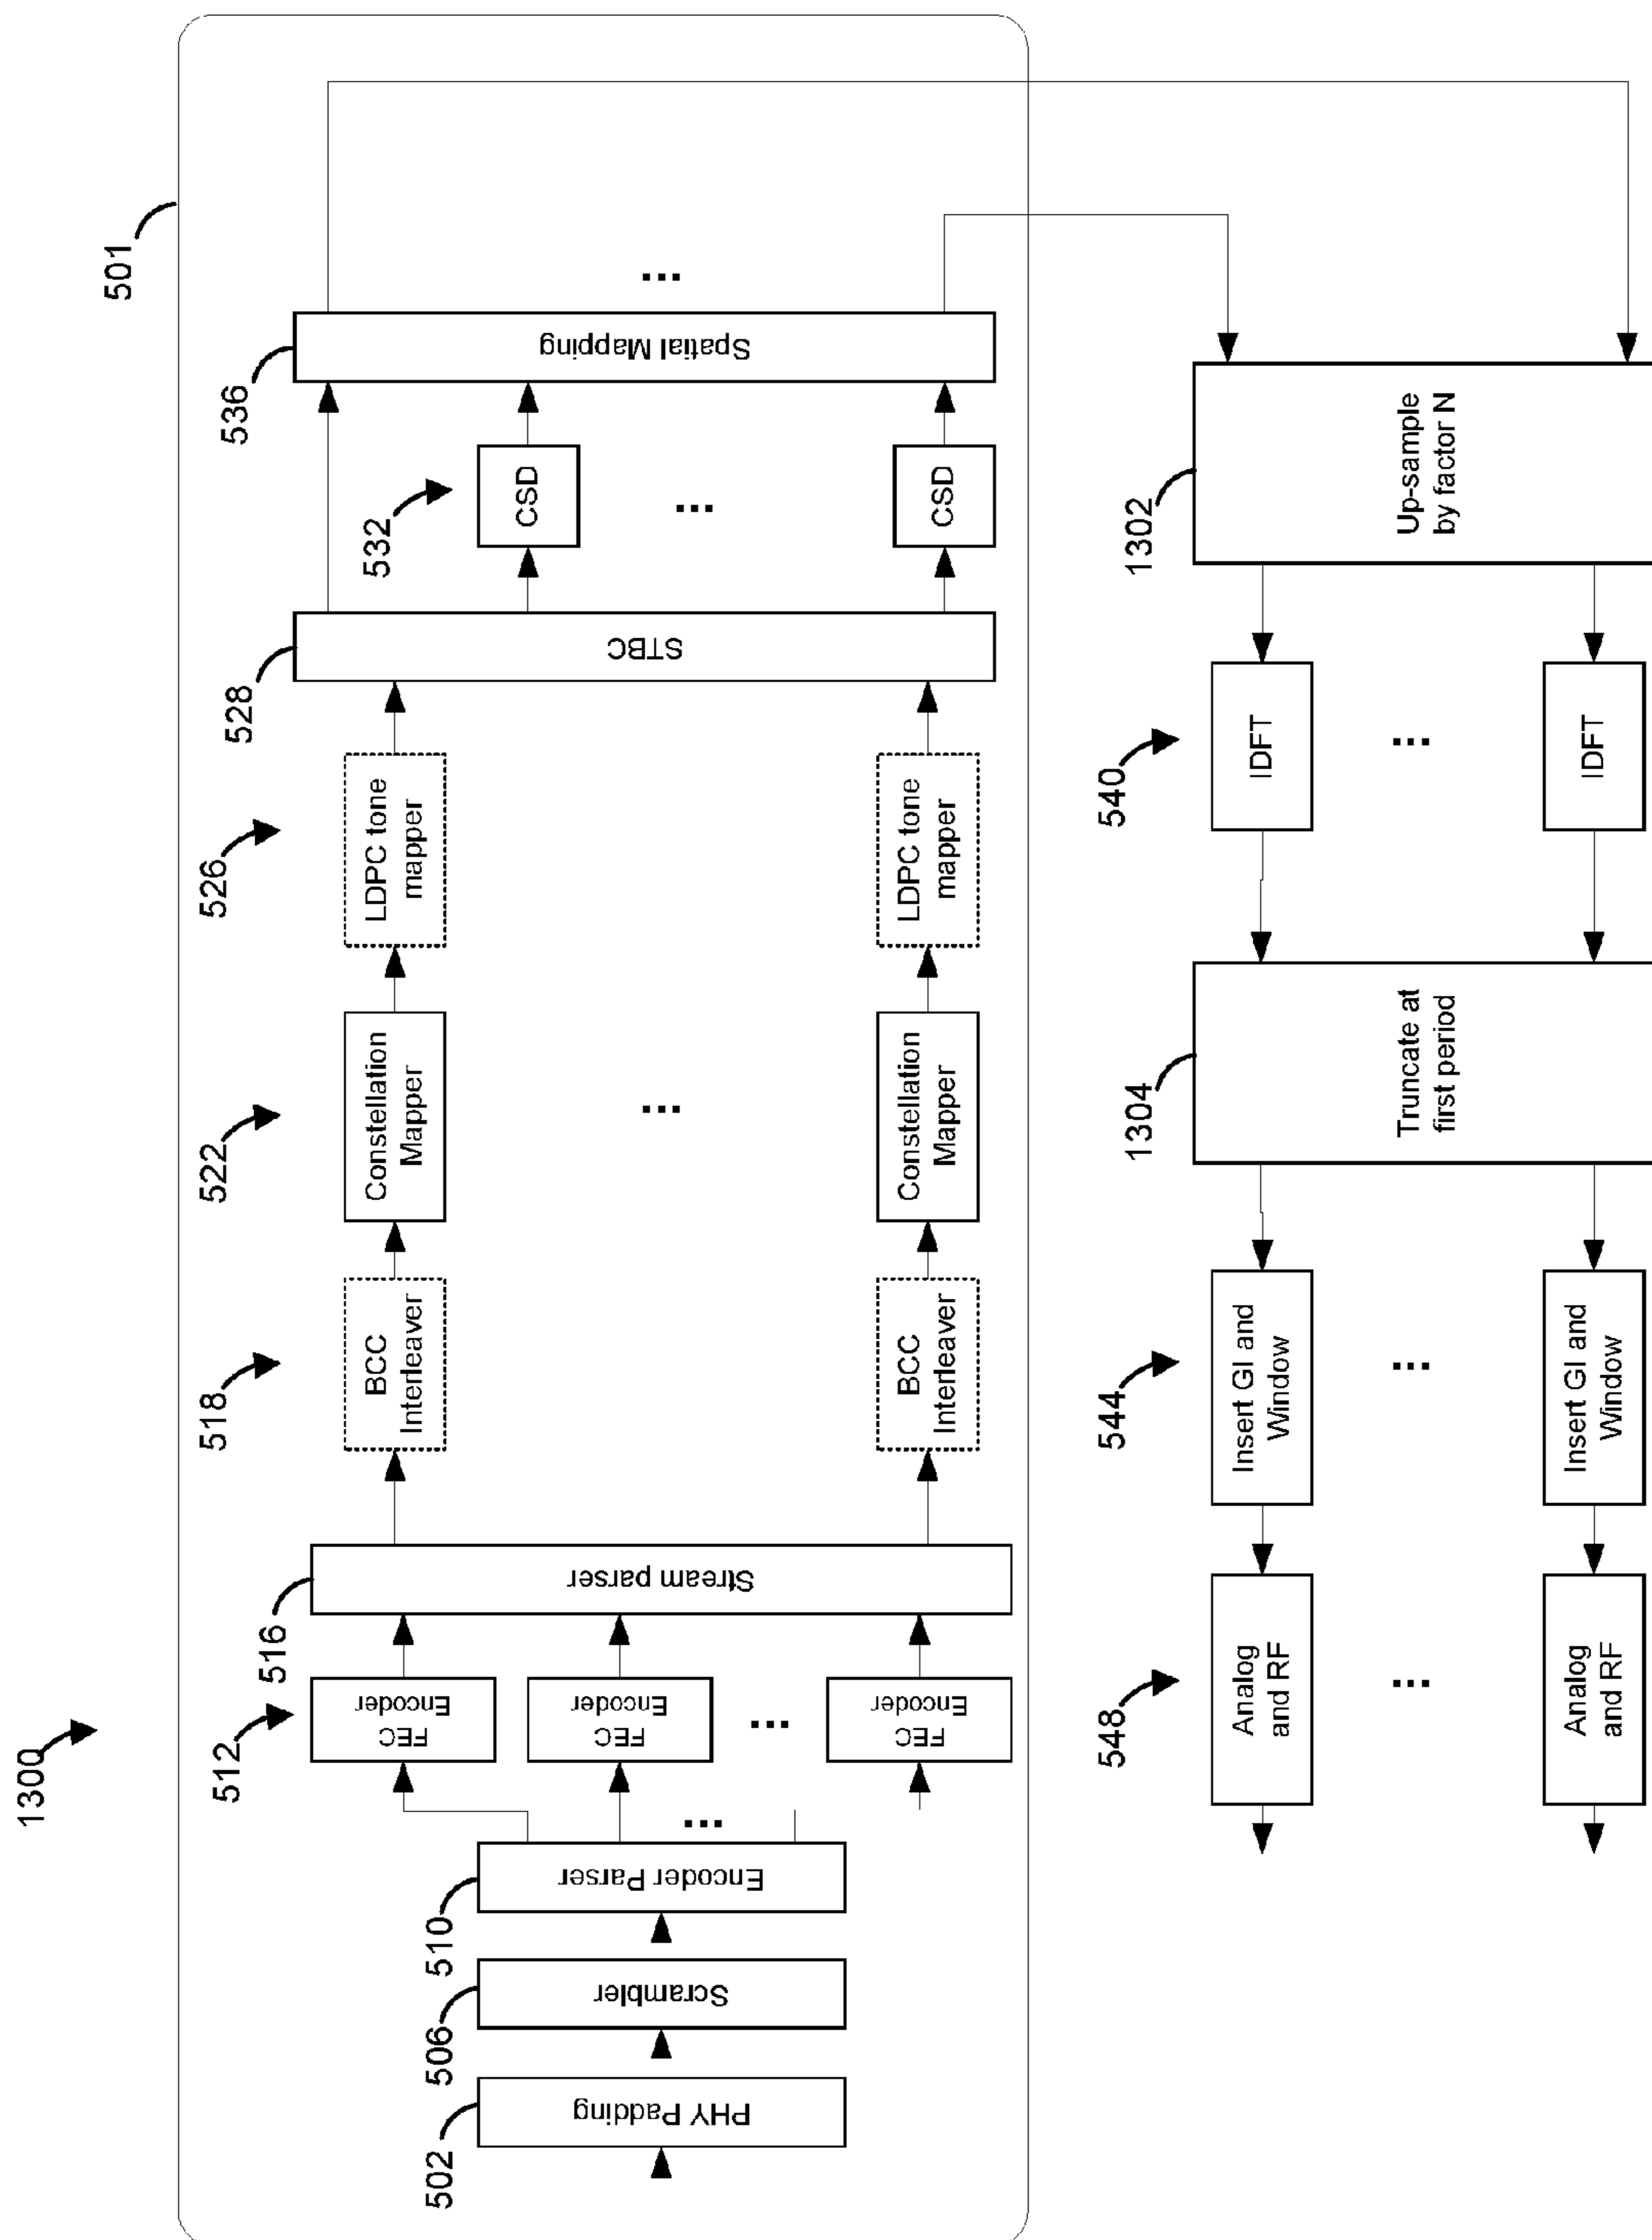 1300
501
502
PHY Padding
506
Scrambler
510
Encoder Parser
...
512
FEC
Encoder
FEC
Encoder
...
FEC
Encoder
516
Stream parser
518
BCC
Interleaver
BCC
Interleaver
522
Constellation
Mapper
...
Constellation
Mapper
526
LDPC tone
mapper
LDPC tone
mapper
528
STBC
532
CSD
...
CSD
536
Spatial Mapping
...
1302
Up-sample
by factor N
540
IDFT
...
IDFT
1304
Truncate at
first period
544
Insert GI and
Window
...
Insert GI and
Window
548
Analog
and RF
...
Analog
and RF